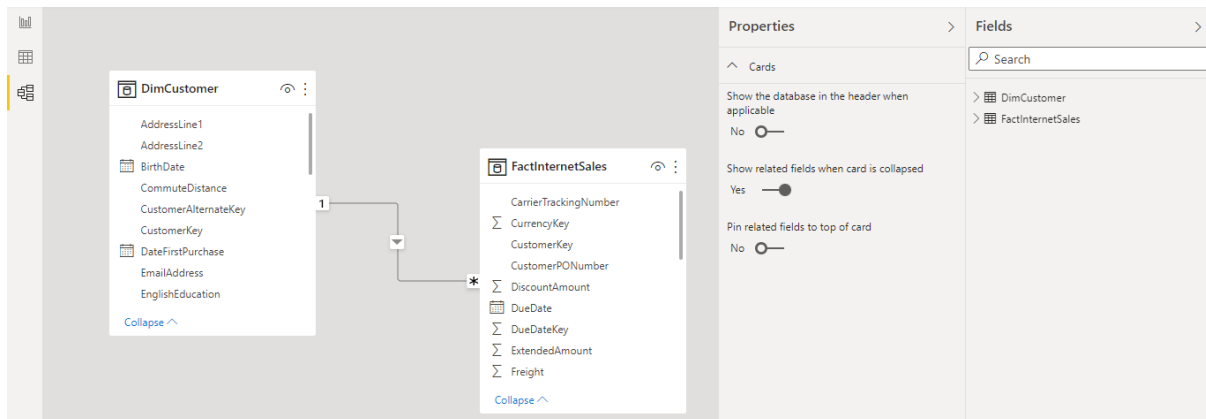 DimCustomer
AddressLine1
AddressLine2
BirthDate
CommuteDistance
CustomerAlternateKey
CustomerKey
DateFirstPurchase
EmailAddress
EnglishEducation
Collapse
1
*
FactInternetSales
CarrierTrackingNumber
∑ CurrencyKey
CustomerKey
CustomerPONumber
∑ DiscountAmount
DueDate
∑ DueDateKey
∑ ExtendedAmount
∑ Freight
Collapse
Properties
Cards
Show the database in the header when
applicable
No
Show related fields when card is collapsed
Yes
Pin related fields to top of card
No
Fields
Search
DimCustomer
FactInternetSales